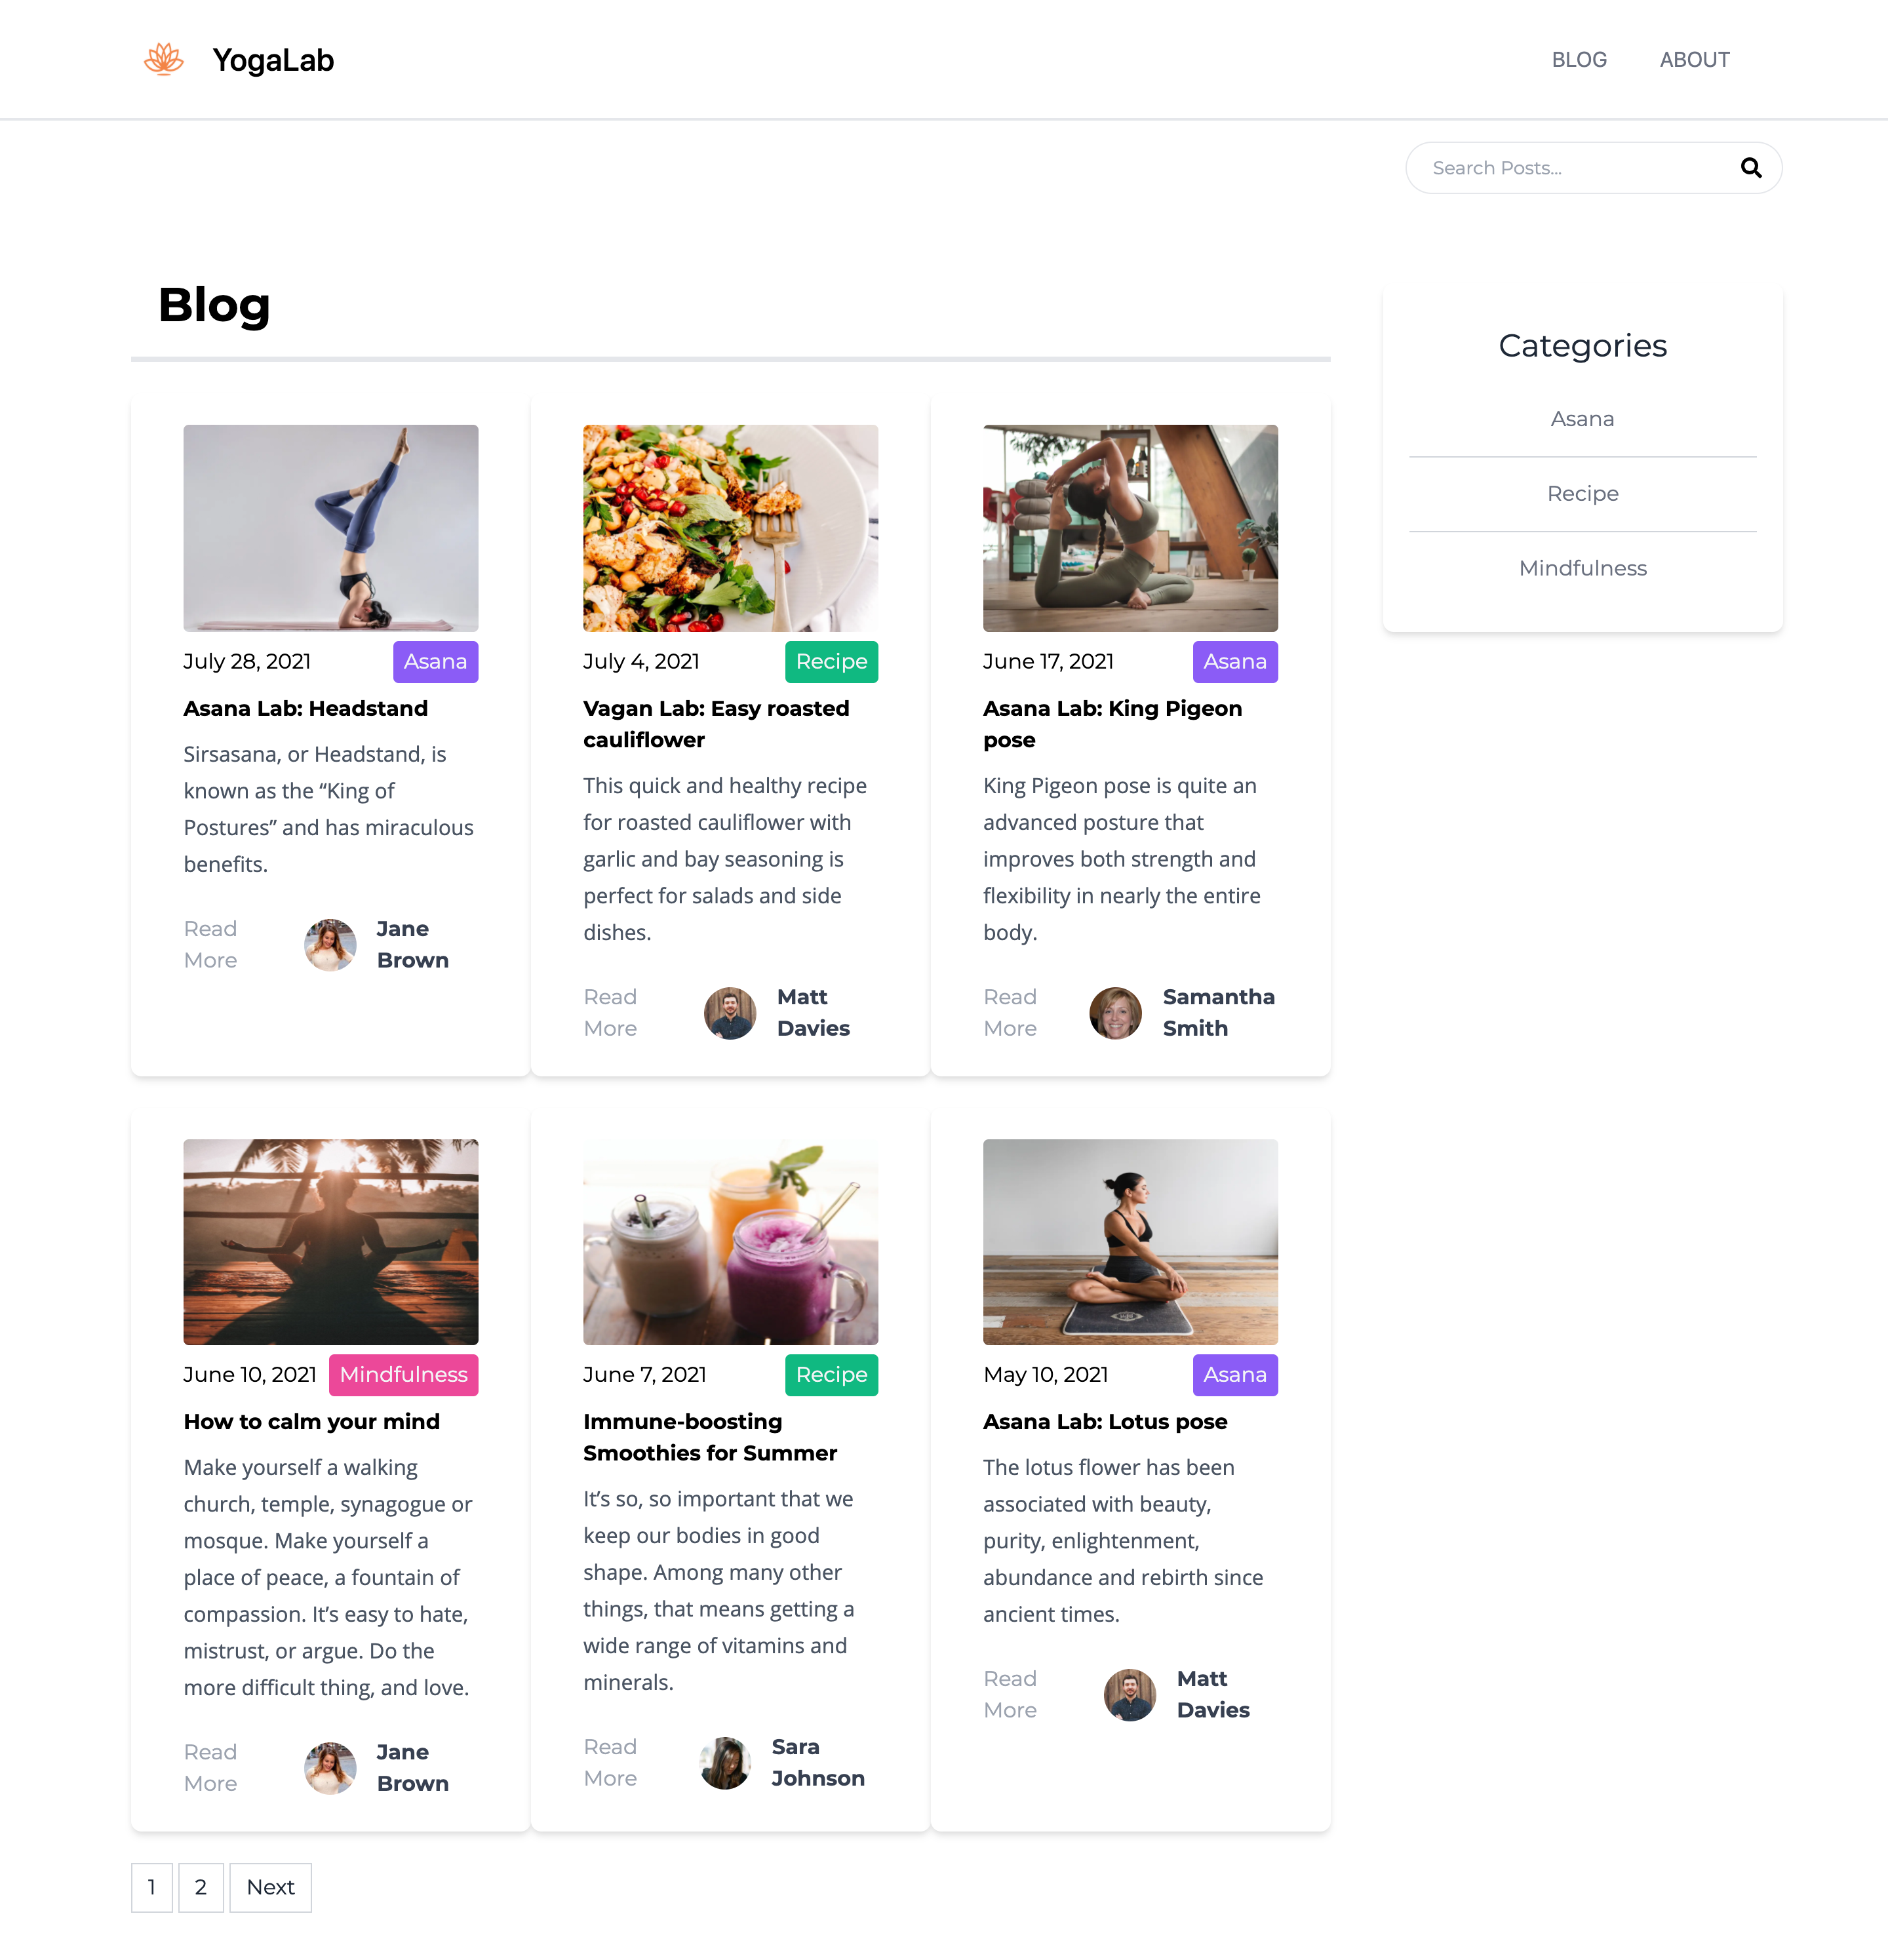 YogaLab
BLOG ABOUT
Search Posts...
Blog
Categories
Asana
Recipe
Mindfulness
July 28, 2021 Asana
Asana Lab: Headstand
Sirsasana, or Headstand, is
known as the “King of
Postures” and has miraculous
benefits.
Read
More
Jane
Brown
July 4, 2021 Recipe
Vagan Lab: Easy roasted
cauliflower
This quick and healthy recipe
for roasted cauliflower with
garlic and bay seasoning is
perfect for salads and side
dishes.
Read
More
Matt
Davies
June 17, 2021 Asana
Asana Lab: King Pigeon
pose
King Pigeon pose is quite an
advanced posture that
improves both strength and
flexibility in nearly the entire
body.
Read
More
Samantha
Smith
June 10, 2021 Mindfulness
How to calm your mind
Make yourself a walking
church, temple, synagogue or
mosque. Make yourself a
place of peace, a fountain of
compassion. It’s easy to hate,
mistrust, or argue. Do the
more difficult thing, and love.
Read
More
Jane
Brown
June 7, 2021 Recipe
Immune-boosting
Smoothies for Summer
It’s so, so important that we
keep our bodies in good
shape. Among many other
things, that means getting a
wide range of vitamins and
minerals.
Read
More
Sara
Johnson
May 10, 2021 Asana
Asana Lab: Lotus pose
The lotus flower has been
associated with beauty,
purity, enlightenment,
abundance and rebirth since
ancient times.
Read
More
Matt
Davies
1 2 Next